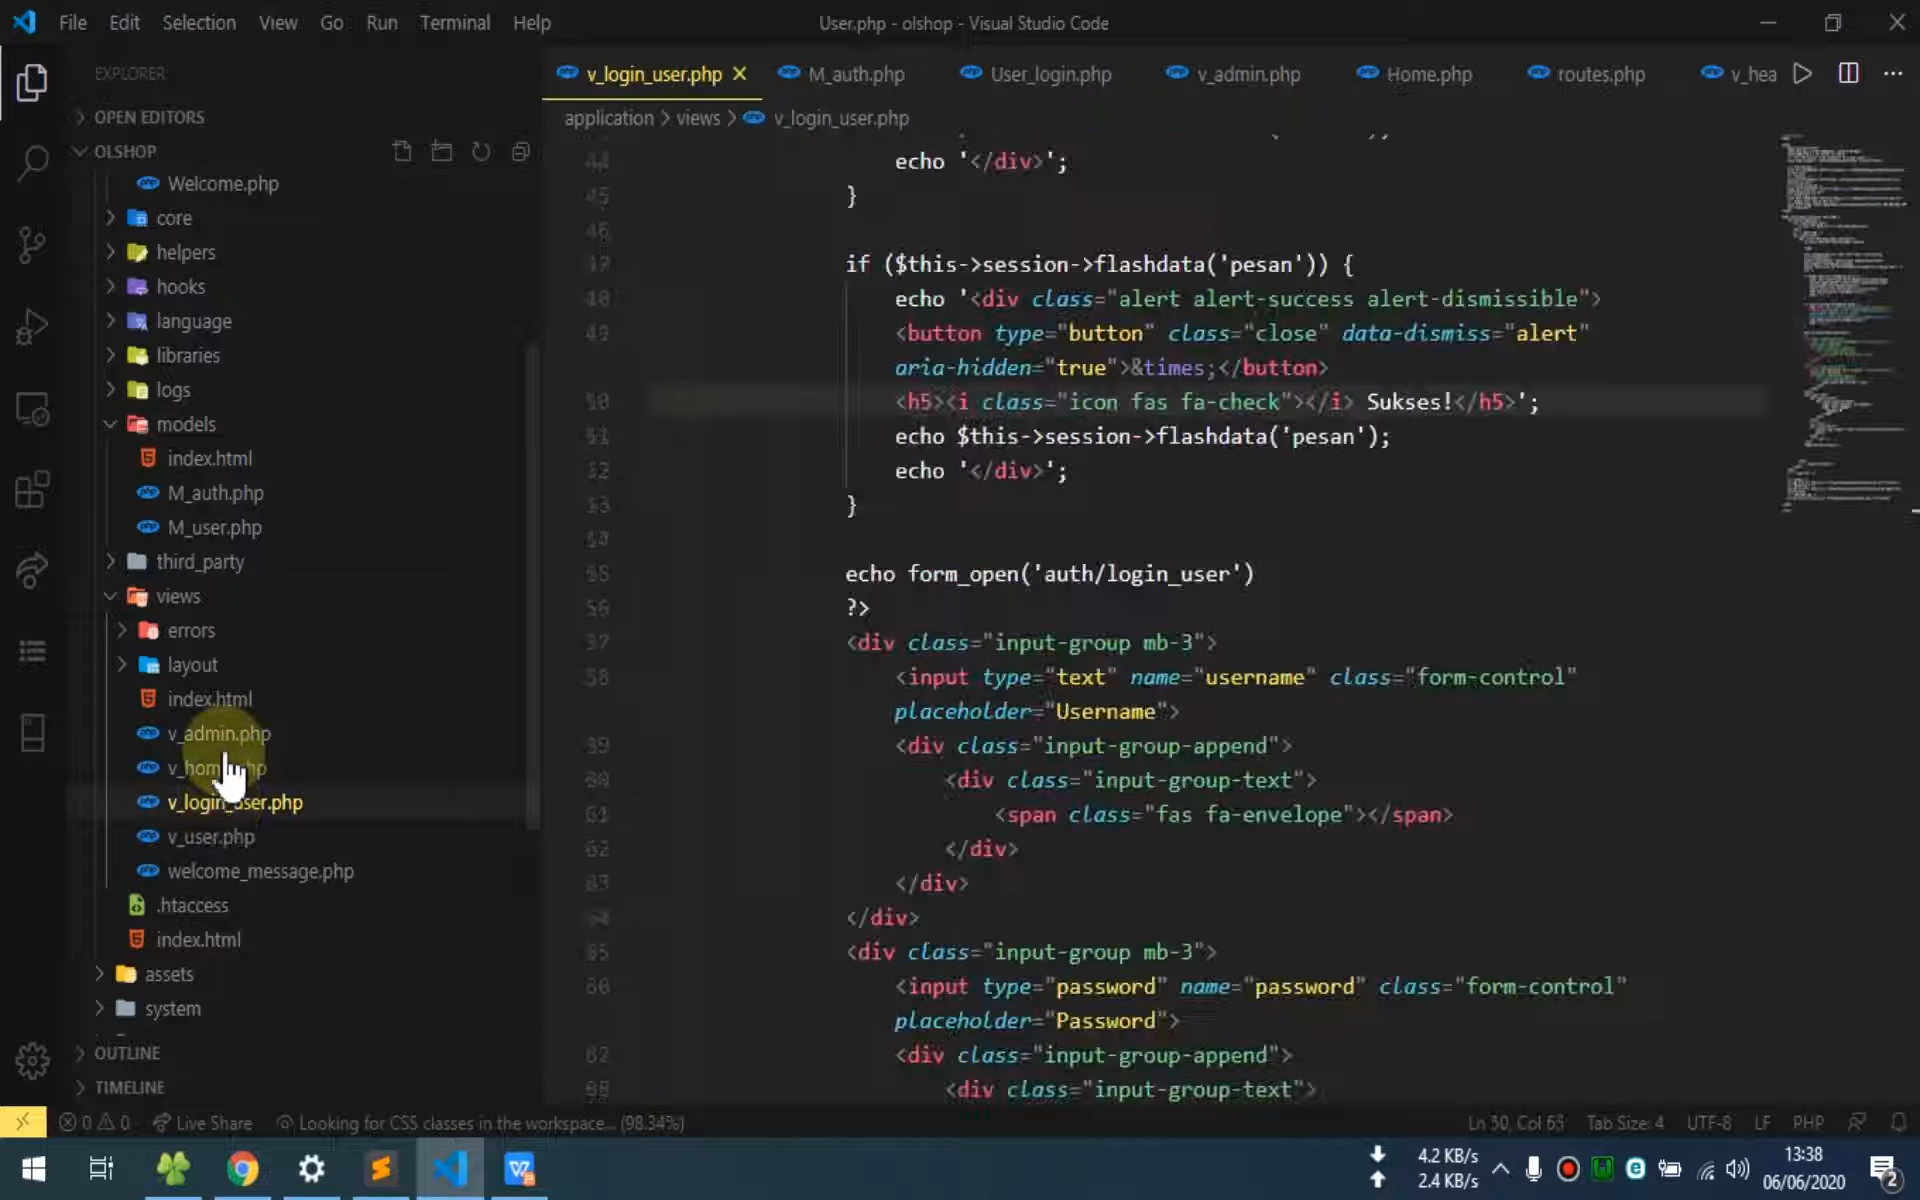 File Edit Selection View Go Run Terminal Help
User.php - olshop - Visual Studio Code
EXPLORER
OPEN EDITORS
OLSHOP
Welcome.php
core
helpers
hooks
language
libraries
logs
models
index.html
M_auth.php
M_user.php
third_party
views
errors
layout
index.html
v_admin.php
v_home.php
v_login_user.php
v_user.php
welcome_message.php
.htaccess
index.html
assets
system
OUTLINE
TIMELINE
v_login_user.php M_auth.php User_login.php v_admin.php Home.php routes.php v_hea
application > views > v_login_user.php
echo '</div>';
}
if ($this->session->flashdata('pesan')) {
echo '<div class="alert alert-success alert-dismissible">
<button type="button" class="close" data-dismiss="alert"
aria-hidden="true">&times;</button>
<h5><i class="icon fas fa-check"></i> Sukses!</h5>';
echo $this->session->flashdata('pesan');
echo '</div>';
}
echo form_open('auth/login_user')
?>
<div class="input-group mb-3">
<input type="text" name="username" class="form-control"
placeholder="Username">
<div class="input-group-append">
<div class="input-group-text">
<span class="fas fa-envelope"></span>
</div>
</div>
</div>
<div class="input-group mb-3">
<input type="password" name="password" class="form-control"
placeholder="Password">
<div class="input-group-append">
<div class="input-group-text">
0 0 Live Share Looking for CSS classes in the workspace... (98.34%)
Ln 50, Col 65 Tab Size: 4 UTF-8 LF PHP
4.2 KB/s
2.4 KB/s
13:38
06/06/2020
2